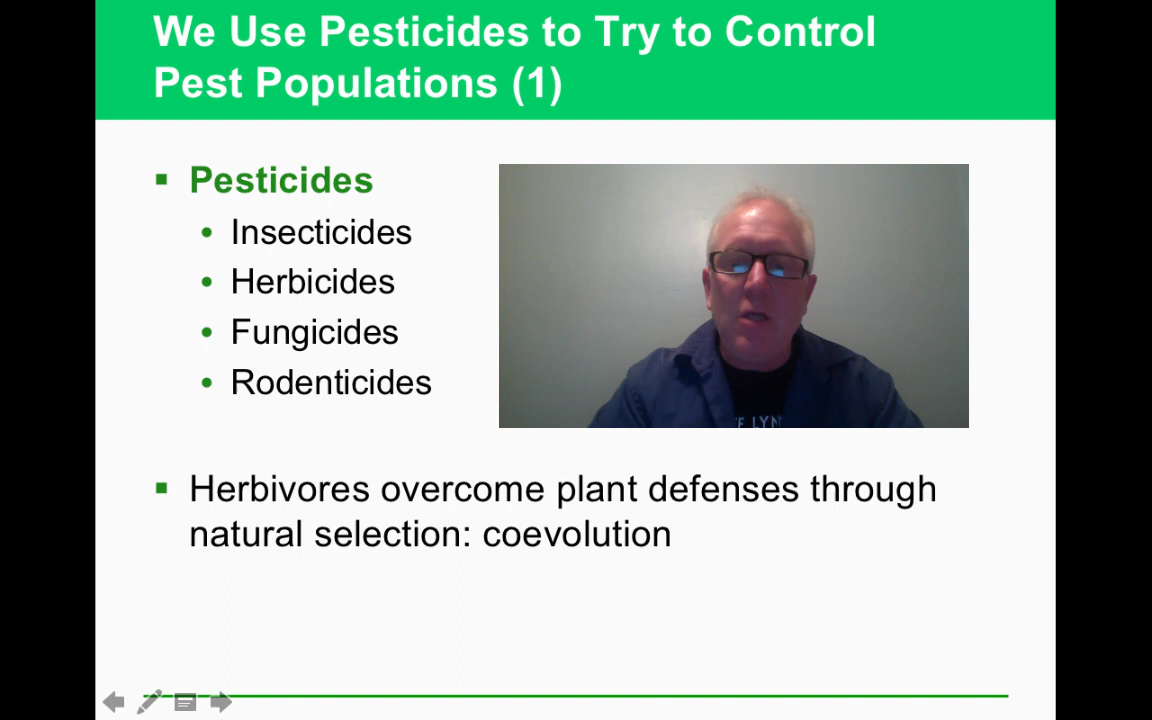 We Use Pesticides to Try to Control
Pest Populations (1)
Pesticides
Insecticides
Herbicides
Fungicides
Rodenticides
Herbivores overcome plant defenses through
natural selection: coevolution